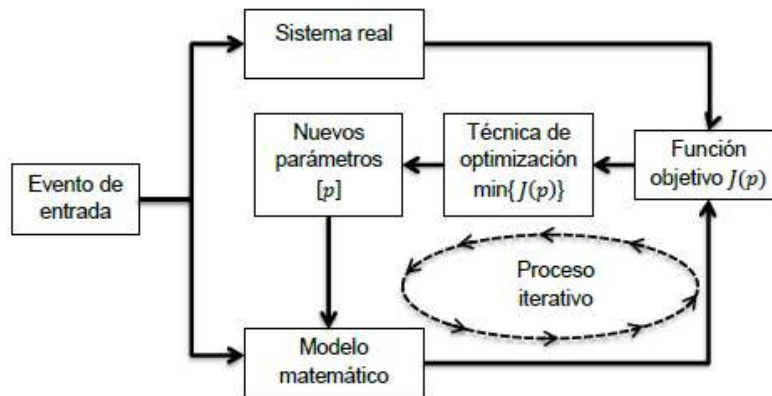 Sistema real
Nuevos
parámetros
[p]
Técnica de
optimización
min{J(p)}
Función
objetivo J(p)
Evento de
entrada
Proceso
iterativo
Modelo
matemático